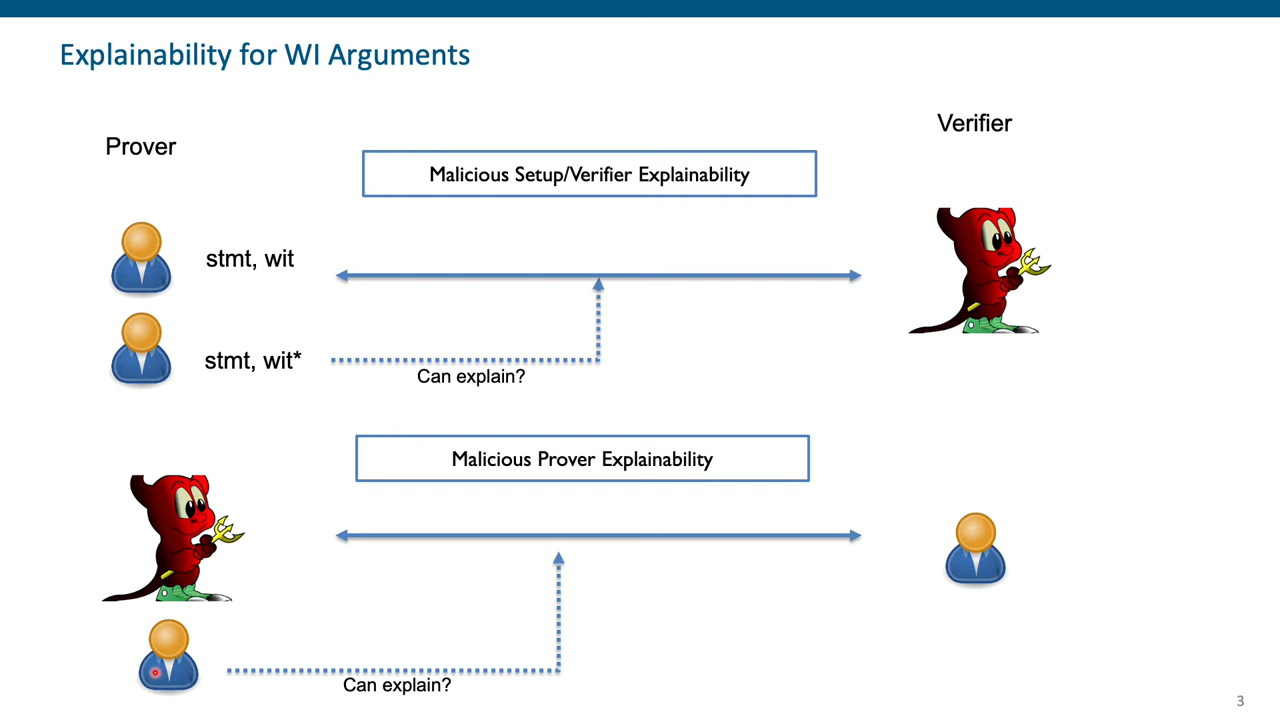 Explainability for WI Arguments
Prover
Verifier
Malicious Setup/Verifier Explainability
stmt, wit
stmt, wit*
Can explain?
Malicious Prover Explainability
Can explain?
3